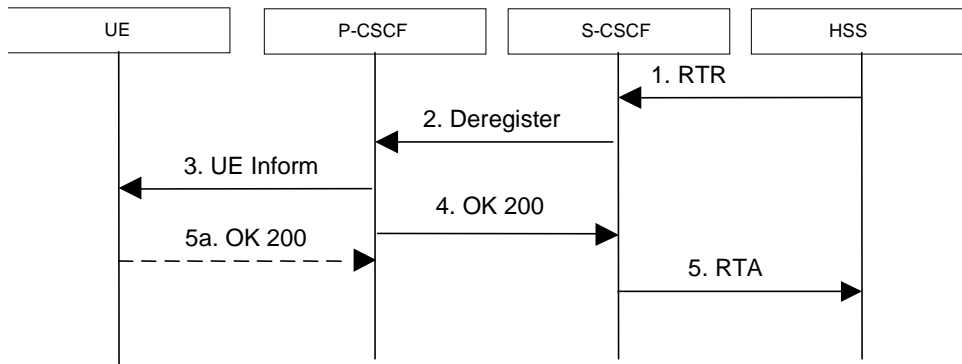 UE
P-CSCF
S-CSCF
HSS
1. RTR
2. Deregister
3. UE Inform
4. OK 200
5a. OK 200
5. RTA